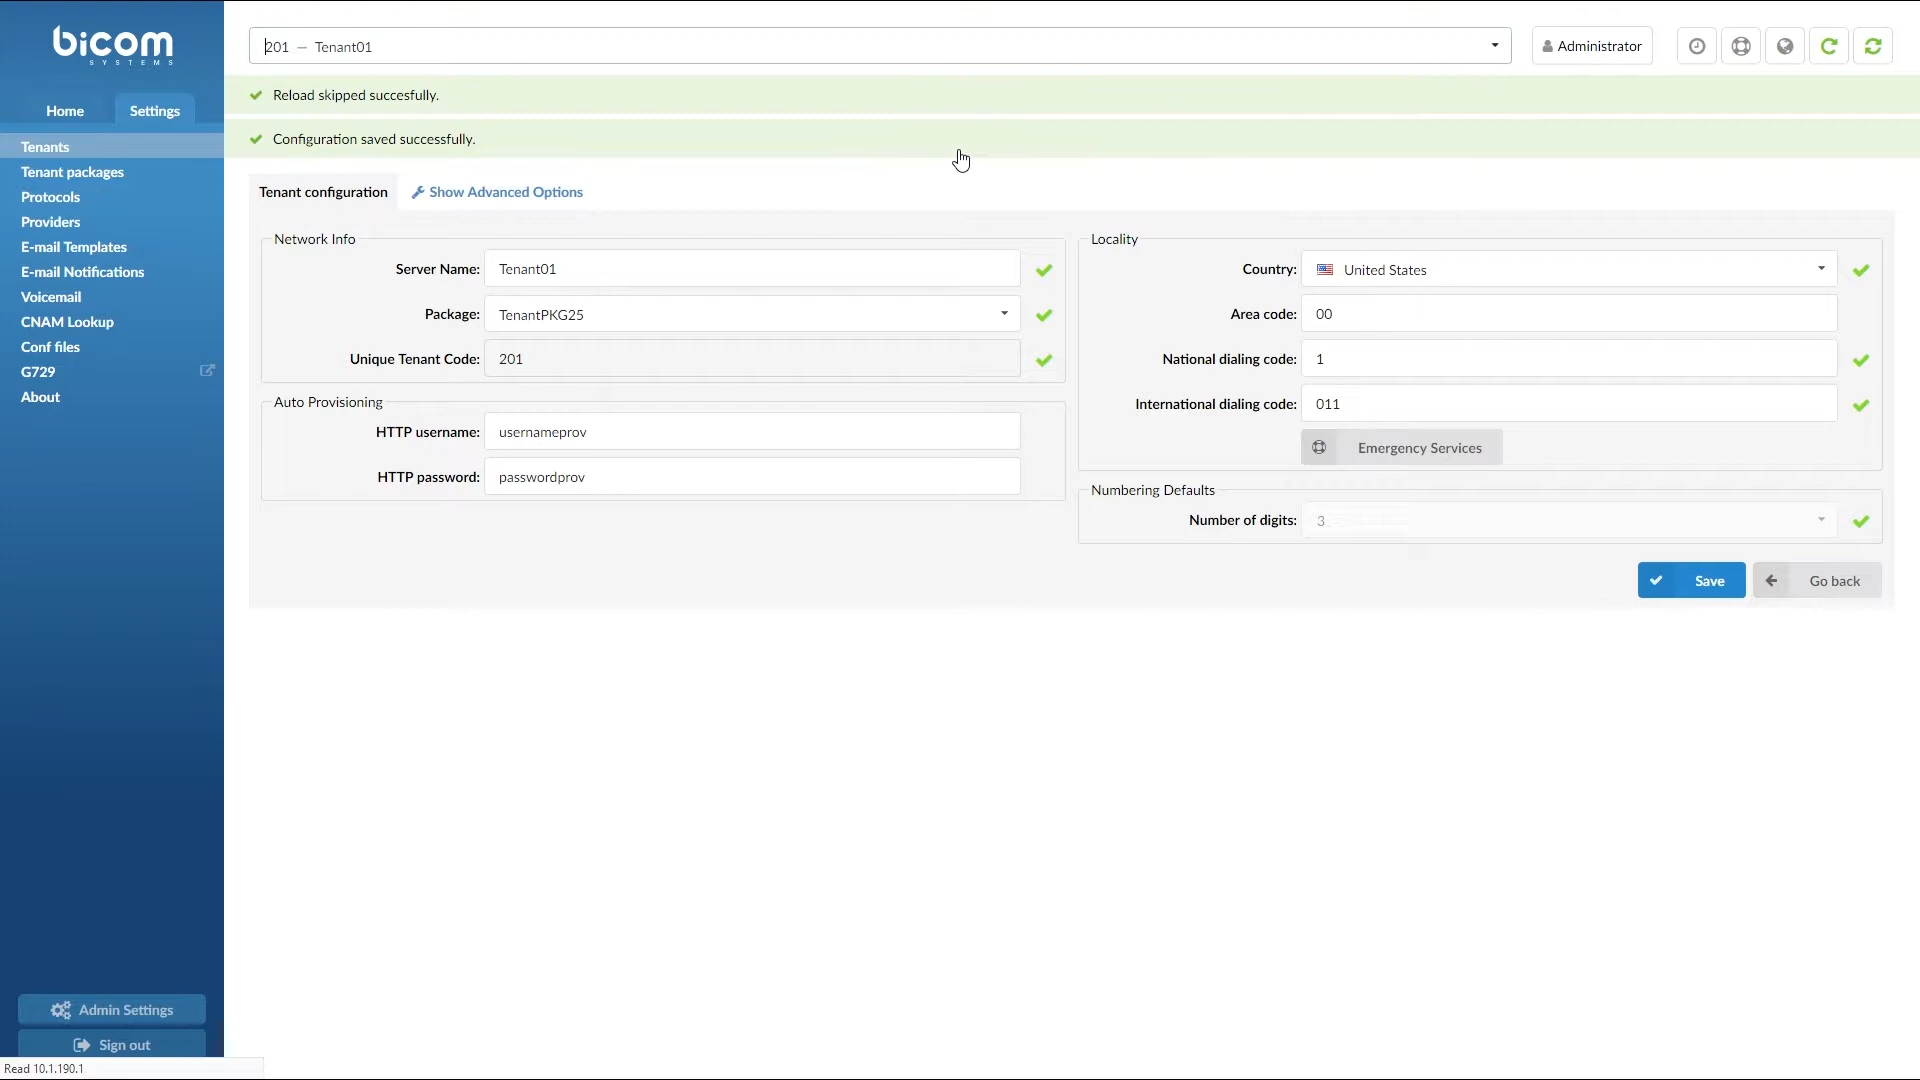 bicom
SYSTEMS
201 — Tenant01
Administrator
Reload skipped succesfully.
Configuration saved successfully.
Home
Settings
Tenants
Tenant packages
Protocols
Providers
E-mail Templates
E-mail Notifications
Voicemail
CNAM Lookup
Conf files
G729
About
Admin Settings
Sign out
Read 10.1.190.1
Tenant configuration
Show Advanced Options
Network Info
Server Name: Tenant01
Package: TenantPKG25
Unique Tenant Code: 201
Auto Provisioning
HTTP username: usernameprov
HTTP password: passwordprov
Locality
Country: United States
Area code: 00
National dialing code: 1
International dialing code: 011
Emergency Services
Numbering Defaults
Number of digits: 3
Save
Go back